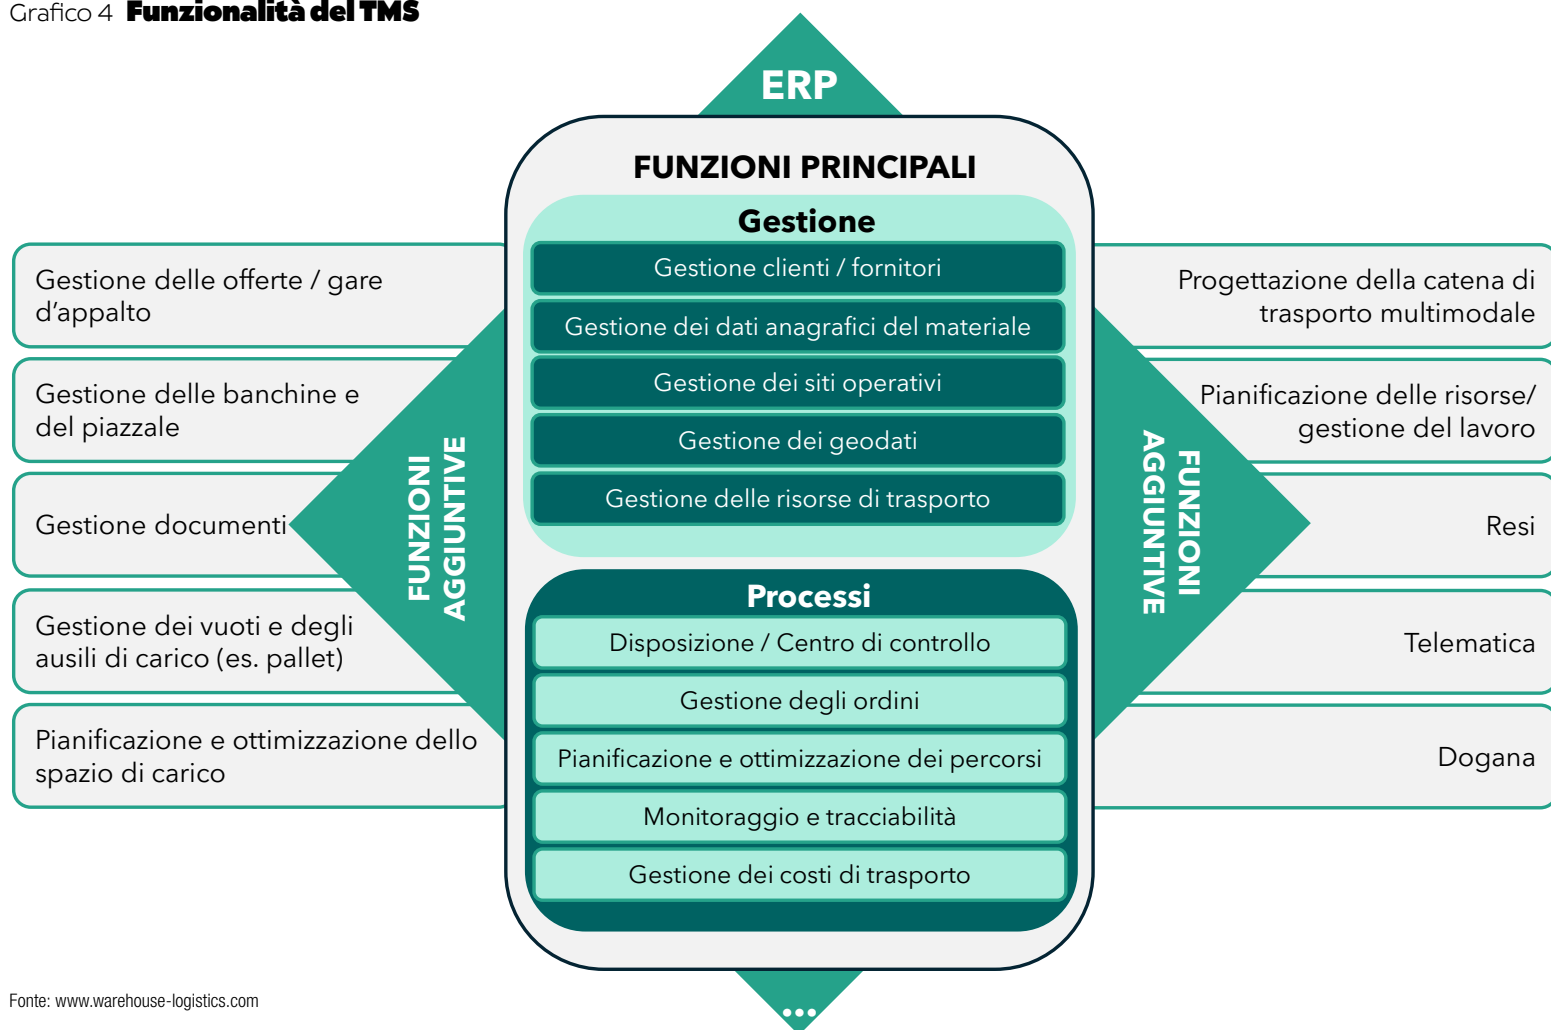 Grafico 4 Funzionalità del TMS
ERP
FUNZIONI PRINCIPALI
Gestione
Gestione clienti / fornitori
Gestione dei dati anagrafici del materiale
Gestione dei siti operativi
Gestione dei geodati
Gestione delle risorse di trasporto
Processi
Disposizione / Centro di controllo
Gestione degli ordini
Pianificazione e ottimizzazione dei percorsi
Monitoraggio e tracciabilità
Gestione dei costi di trasporto
Gestione delle offerte / gare
d’appalto
Gestione delle banchine e
del piazzale
Gestione documenti
Gestione dei vuoti e degli
ausili di carico (es. pallet)
Pianificazione e ottimizzazione dello
spazio di carico
FUNZIONI
AGGIUNTIVE
FUNZIONI
AGGIUNTIVE
Progettazione della catena di
trasporto multimodale
Pianificazione delle risorse/
gestione del lavoro
Resi
Telematica
Dogana
...
Fonte: www.warehouse-logistics.com